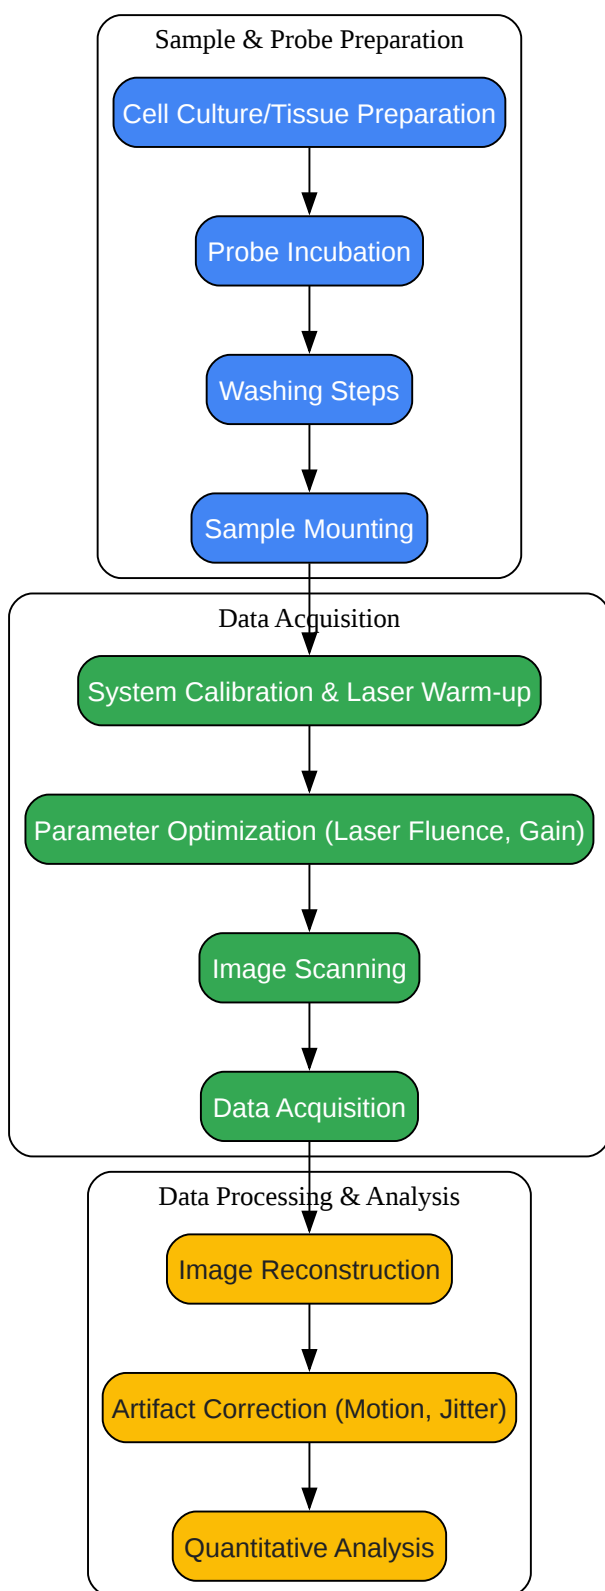 Sample & Probe Preparation
Cell Culture/Tissue Preparation
Probe Incubation
Washing Steps
Sample Mounting
Data Acquisition
System Calibration & Laser Warm-up
Parameter Optimization (Laser Fluence, Gain)
Image Scanning
Data Acquisition
Data Processing & Analysis
Image Reconstruction
Artifact Correction (Motion, Jitter)
Quantitative Analysis